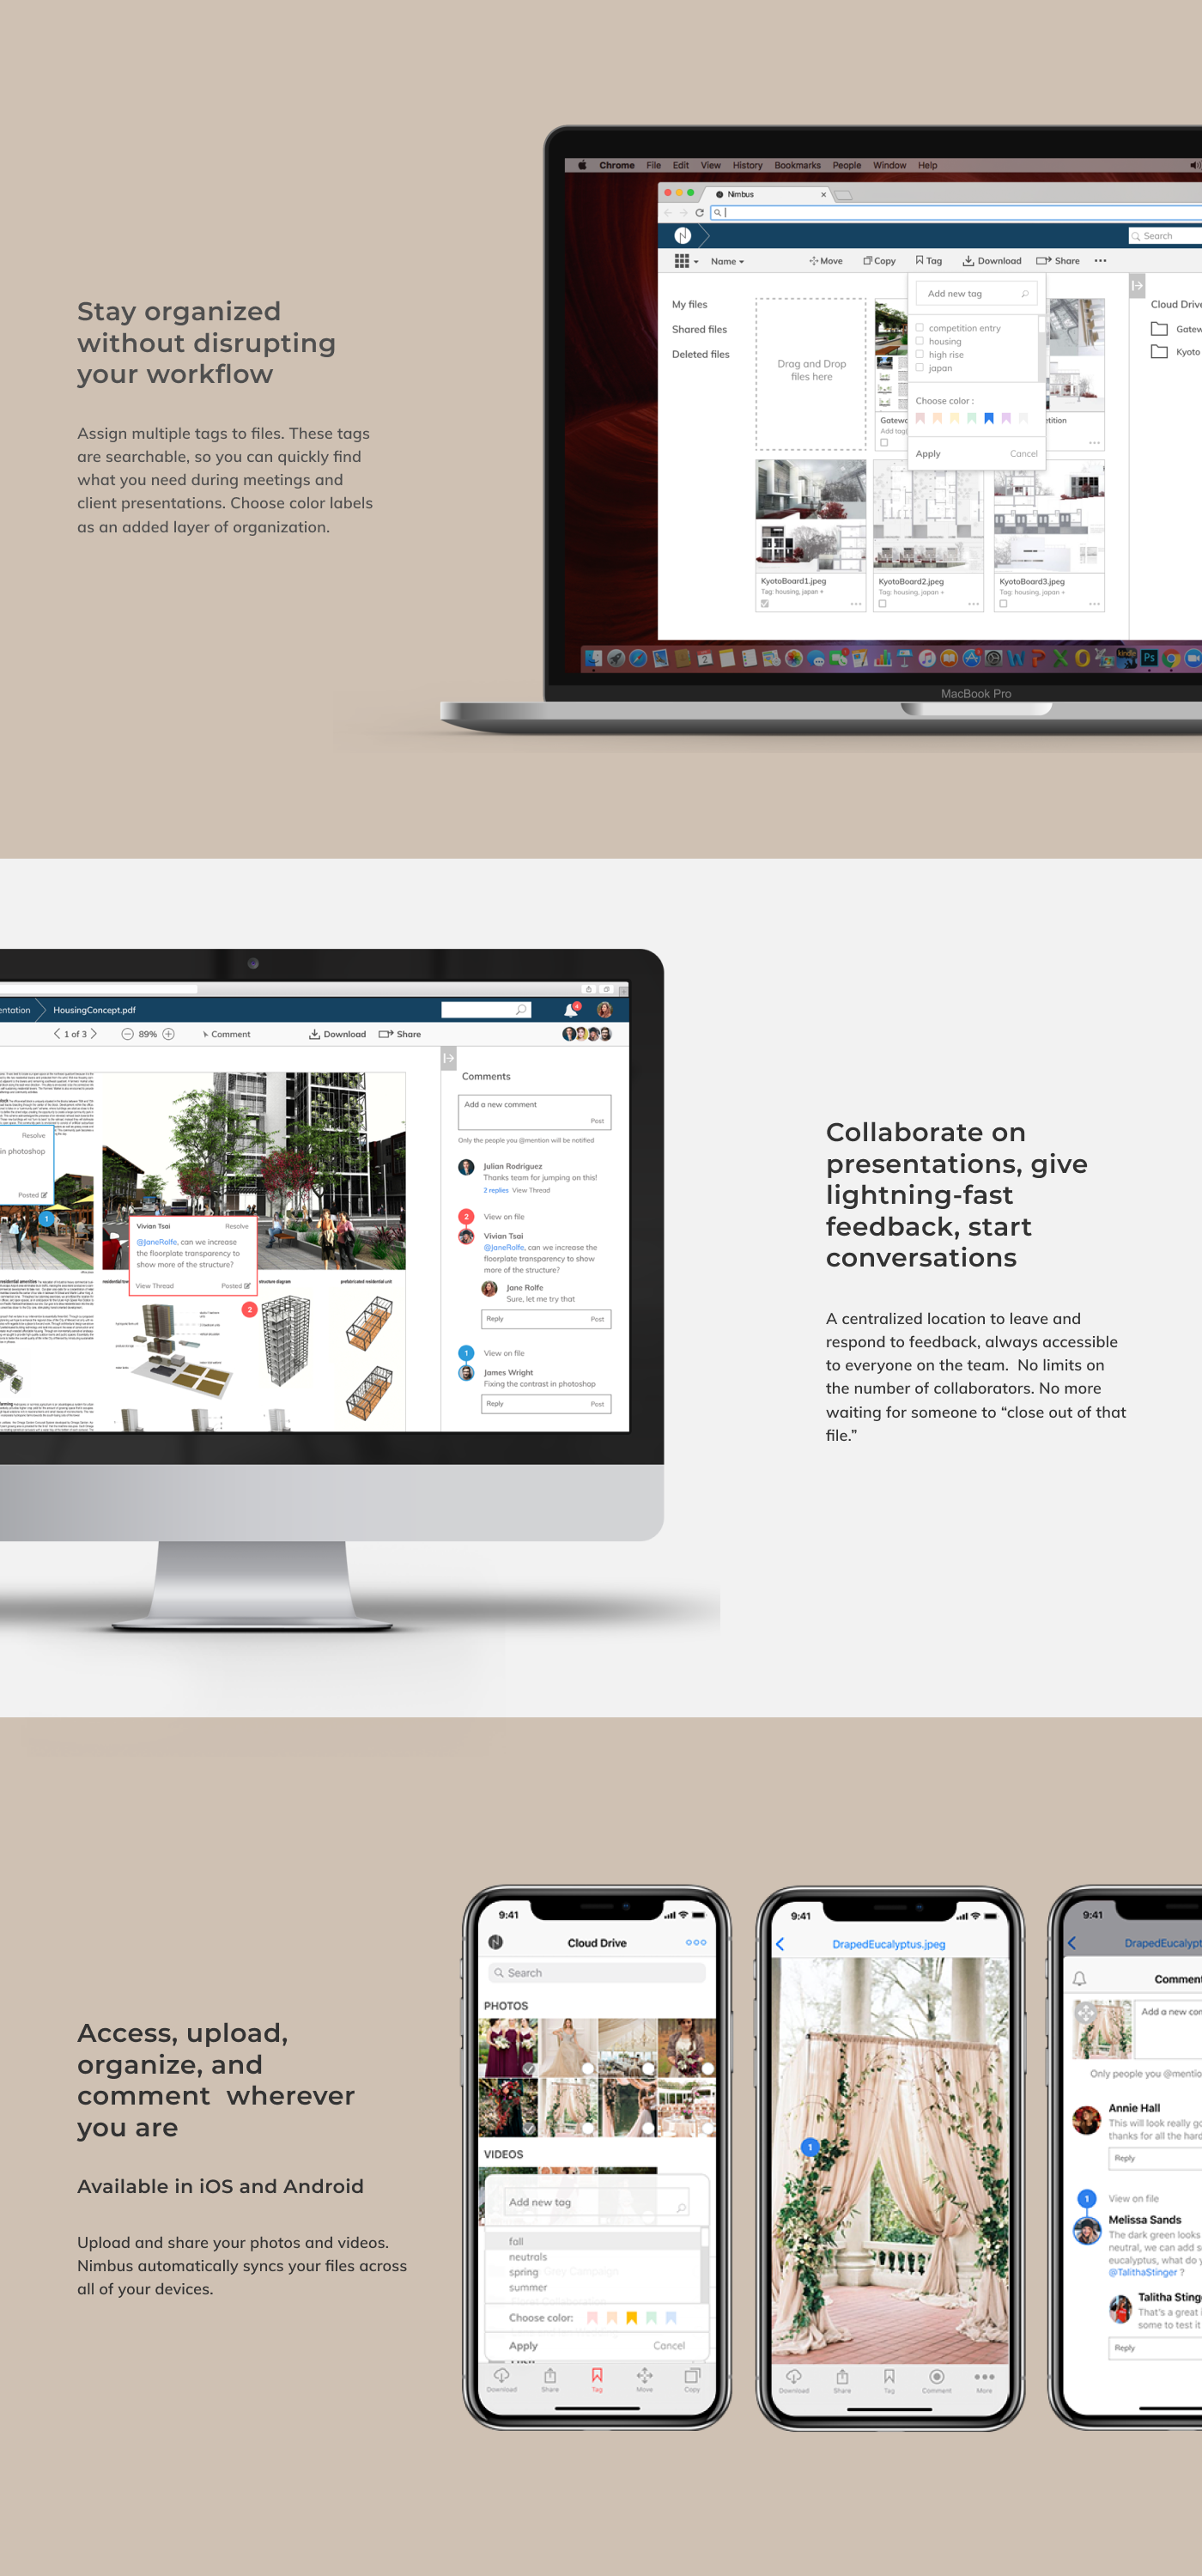 Chrome File Edit View History Bookmarks People Window Help
Nimbus
Search
Name Move Copy Tag Download Share
Add new tag
My files
Shared files
Deleted files
Drag and Drop
files here
competition entry
housing
high rise
japan
Choose color :
Apply Cancel
Cloud Drive
Kyoto
KyotoBoard1.jpeg
Tag: housing, japan +
KyotoBoard2.jpeg
Tag: housing, japan +
KyotoBoard3.jpeg
Tag: housing, japan +
MacBook Pro
Stay organized
without disrupting
your workflow
Assign multiple tags to files. These tags
are searchable, so you can quickly find
what you need during meetings and
client presentations. Choose color labels
as an added layer of organization.
entation HousingConcept.pdf
1 of 3 89% Comment Download Share
Resolve
in photoshop
Posted
1
Vivian Tsai Resolve
@JaneRolfe, can we increase
the floorplate transparency to
show more of the structure?
View Thread Posted
2
structure diagram
prefabricated residential unit
Comments
Add a new comment
Post
Only the people you @mention will be notified
Julian Rodriguez
Thanks team for jumping on this!
2 replies View Thread
2 View on file
Vivian Tsai
@JaneRolfe, can we increase the
floorplate transparency to show
more of the structure?
Jane Rolfe
Sure, let me try that
Reply Post
1 View on file
James Wright
Fixing the contrast in photoshop
Reply Post
Collaborate on
presentations, give
lightning-fast
feedback, start
conversations
A centralized location to leave and
respond to feedback, always accessible
to everyone on the team.  No limits on
the number of collaborators. No more
waiting for someone to “close out of that
file.”
Access, upload,
organize, and
comment  wherever
you are
Available in iOS and Android
Upload and share your photos and videos.
Nimbus automatically syncs your files across
all of your devices.
9:41
Cloud Drive
Search
PHOTOS
VIDEOS
Add new tag
fall
neutrals
spring
summer
Choose color:
Apply Cancel
Download Share Tag Move Copy
9:41
DrapedEucalyptus.jpeg
1
Download Share Tag Comment More
9:41
DrapedEucalypt
Comment
Add a new com
Only people you @mentio
Annie Hall
This will look really go
thanks for all the hard
Reply
1 View on file
Melissa Sands
The dark green looks
neutral, we can add s
eucalyptus, what do y
@TalithaStinger ?
Talitha Sting
That's a great i
some to test it
Reply